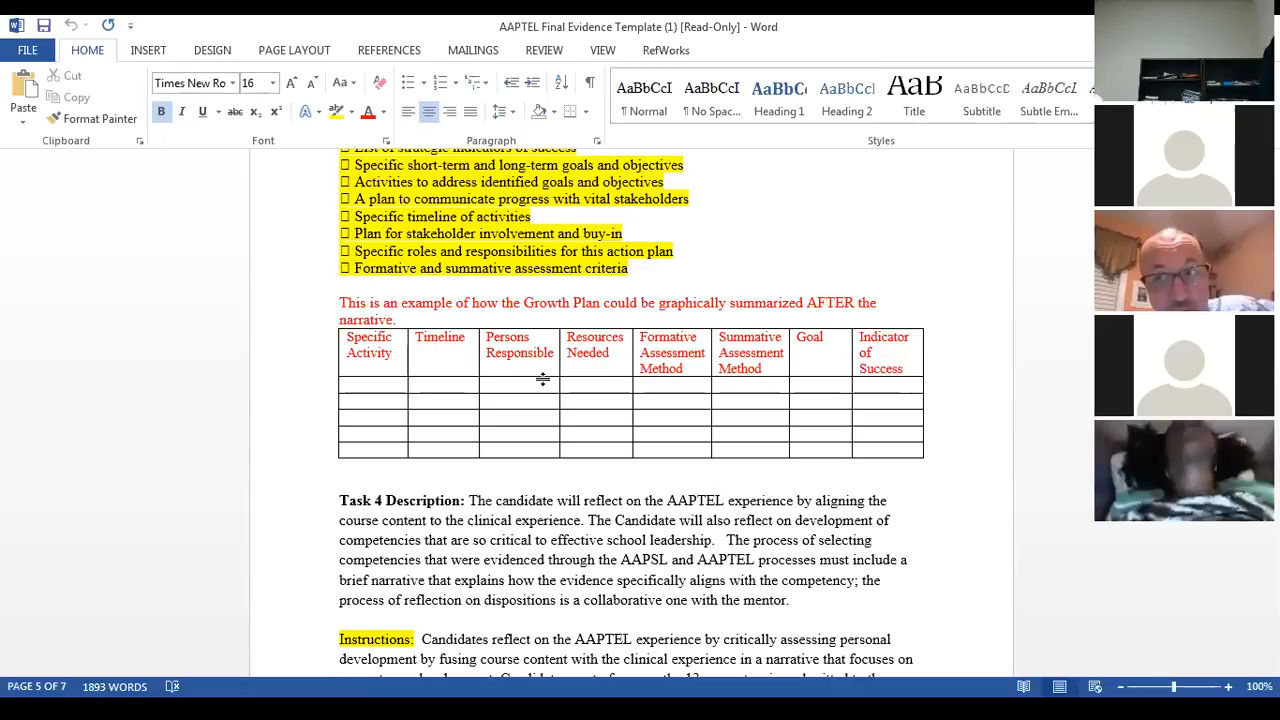 AAPTEL Final Evidence Template (1) [Read-Only] - Word
FILE HOME INSERT DESIGN PAGE LAYOUT REFERENCES MAILINGS REVIEW VIEW RefWorks
Cut
Copy
Paste
Format Painter
Times New Ro 16
Aa
B I U abc x₂ x²
AaBbCcI AaBbCcI AaBbCc AaBbCcI AaB AaBbCcD AaBbCcI
¶ Normal ¶ No Spac... Heading 1 Heading 2 Title Subtitle Subtle Em...
Clipboard Font Paragraph Styles
List of strategic indicators of success
Specific short-term and long-term goals and objectives
Activities to address identified goals and objectives
A plan to communicate progress with vital stakeholders
Specific timeline of activities
Plan for stakeholder involvement and buy-in
Specific roles and responsibilities for this action plan
Formative and summative assessment criteria
This is an example of how the Growth Plan could be graphically summarized AFTER the
narrative.
Specific Timeline Persons Resources Formative Summative Goal Indicator
Activity Responsible Needed Assessment Assessment of
Method Method Success
Task 4 Description: The candidate will reflect on the AAPTEL experience by aligning the
course content to the clinical experience. The Candidate will also reflect on development of
competencies that are so critical to effective school leadership. The process of selecting
competencies that were evidenced through the AAPSL and AAPTEL processes must include a
brief narrative that explains how the evidence specifically aligns with the competency; the
process of reflection on dispositions is a collaborative one with the mentor.
Instructions: Candidates reflect on the AAPTEL experience by critically assessing personal
development by fusing course content with the clinical experience in a narrative that focuses on
PAGE 5 OF 7 1893 WORDS 100%